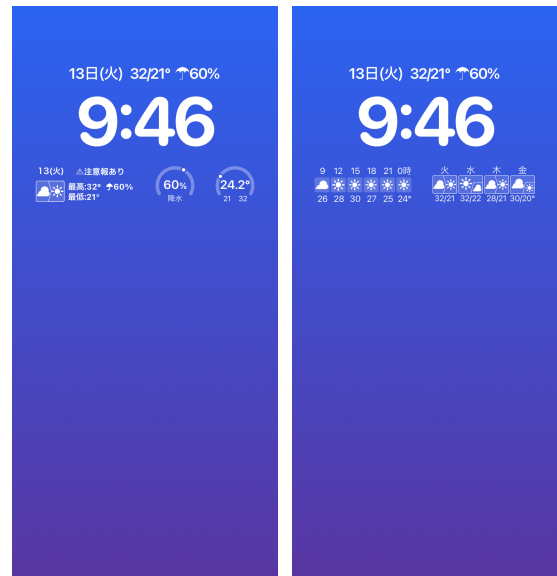 13日(火) 32/21° 60%
9:46
13(火) ⚠注意報あり
最高:32° 60%
最低:21°
60%
降水
24.2°
21 32
13日(火) 32/21° 60%
9:46
9 12 15 18 21 0時
26 28 30 27 25 24°
火 水 木 金
32/21 32/22 28/21 30/20°